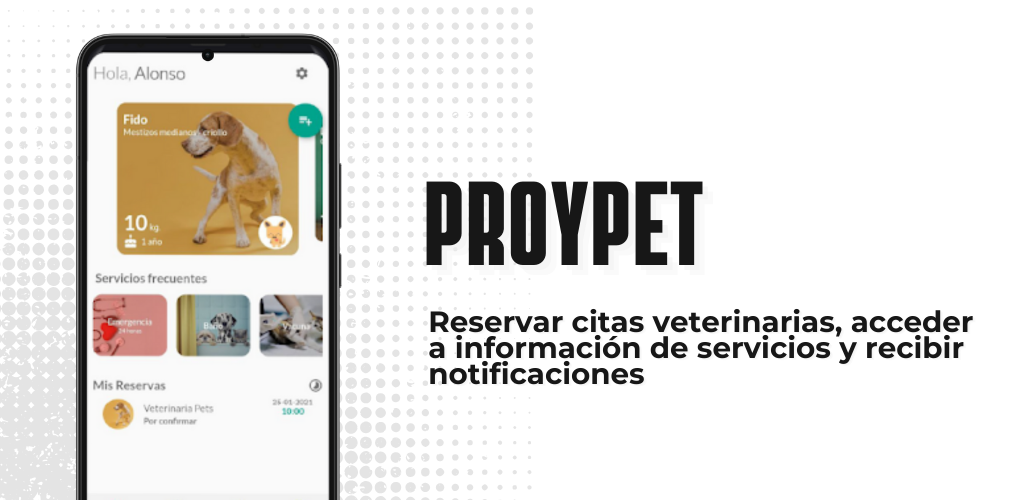 Hola, Alonso
Fido
Mestizos medianos criollo
10 kg.
1 año
Servicios frecuentes
Emergencia
24 horas
Baño
Vacuna
Mis Reservas
Veterinaria Pets
Por confirmar
26-01-2021
10:00
PROYPET
Reservar citas veterinarias, acceder
a información de servicios y recibir
notificaciones